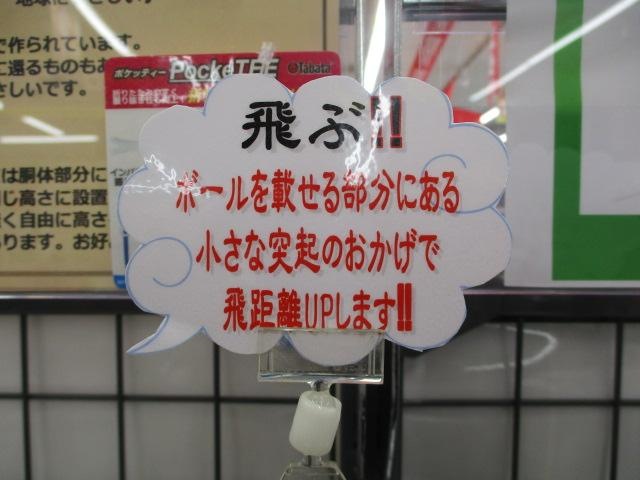 で作られています。
に還るものもお
さしいです。
ポケッティー PockeTEE Tabata
は胴体部分に
同じ高さに設置
く自由に高さ
ります。お好
飛ぶ!!
ボールを載せる部分にある
小さな突起のおかげで
飛距離UPします!!